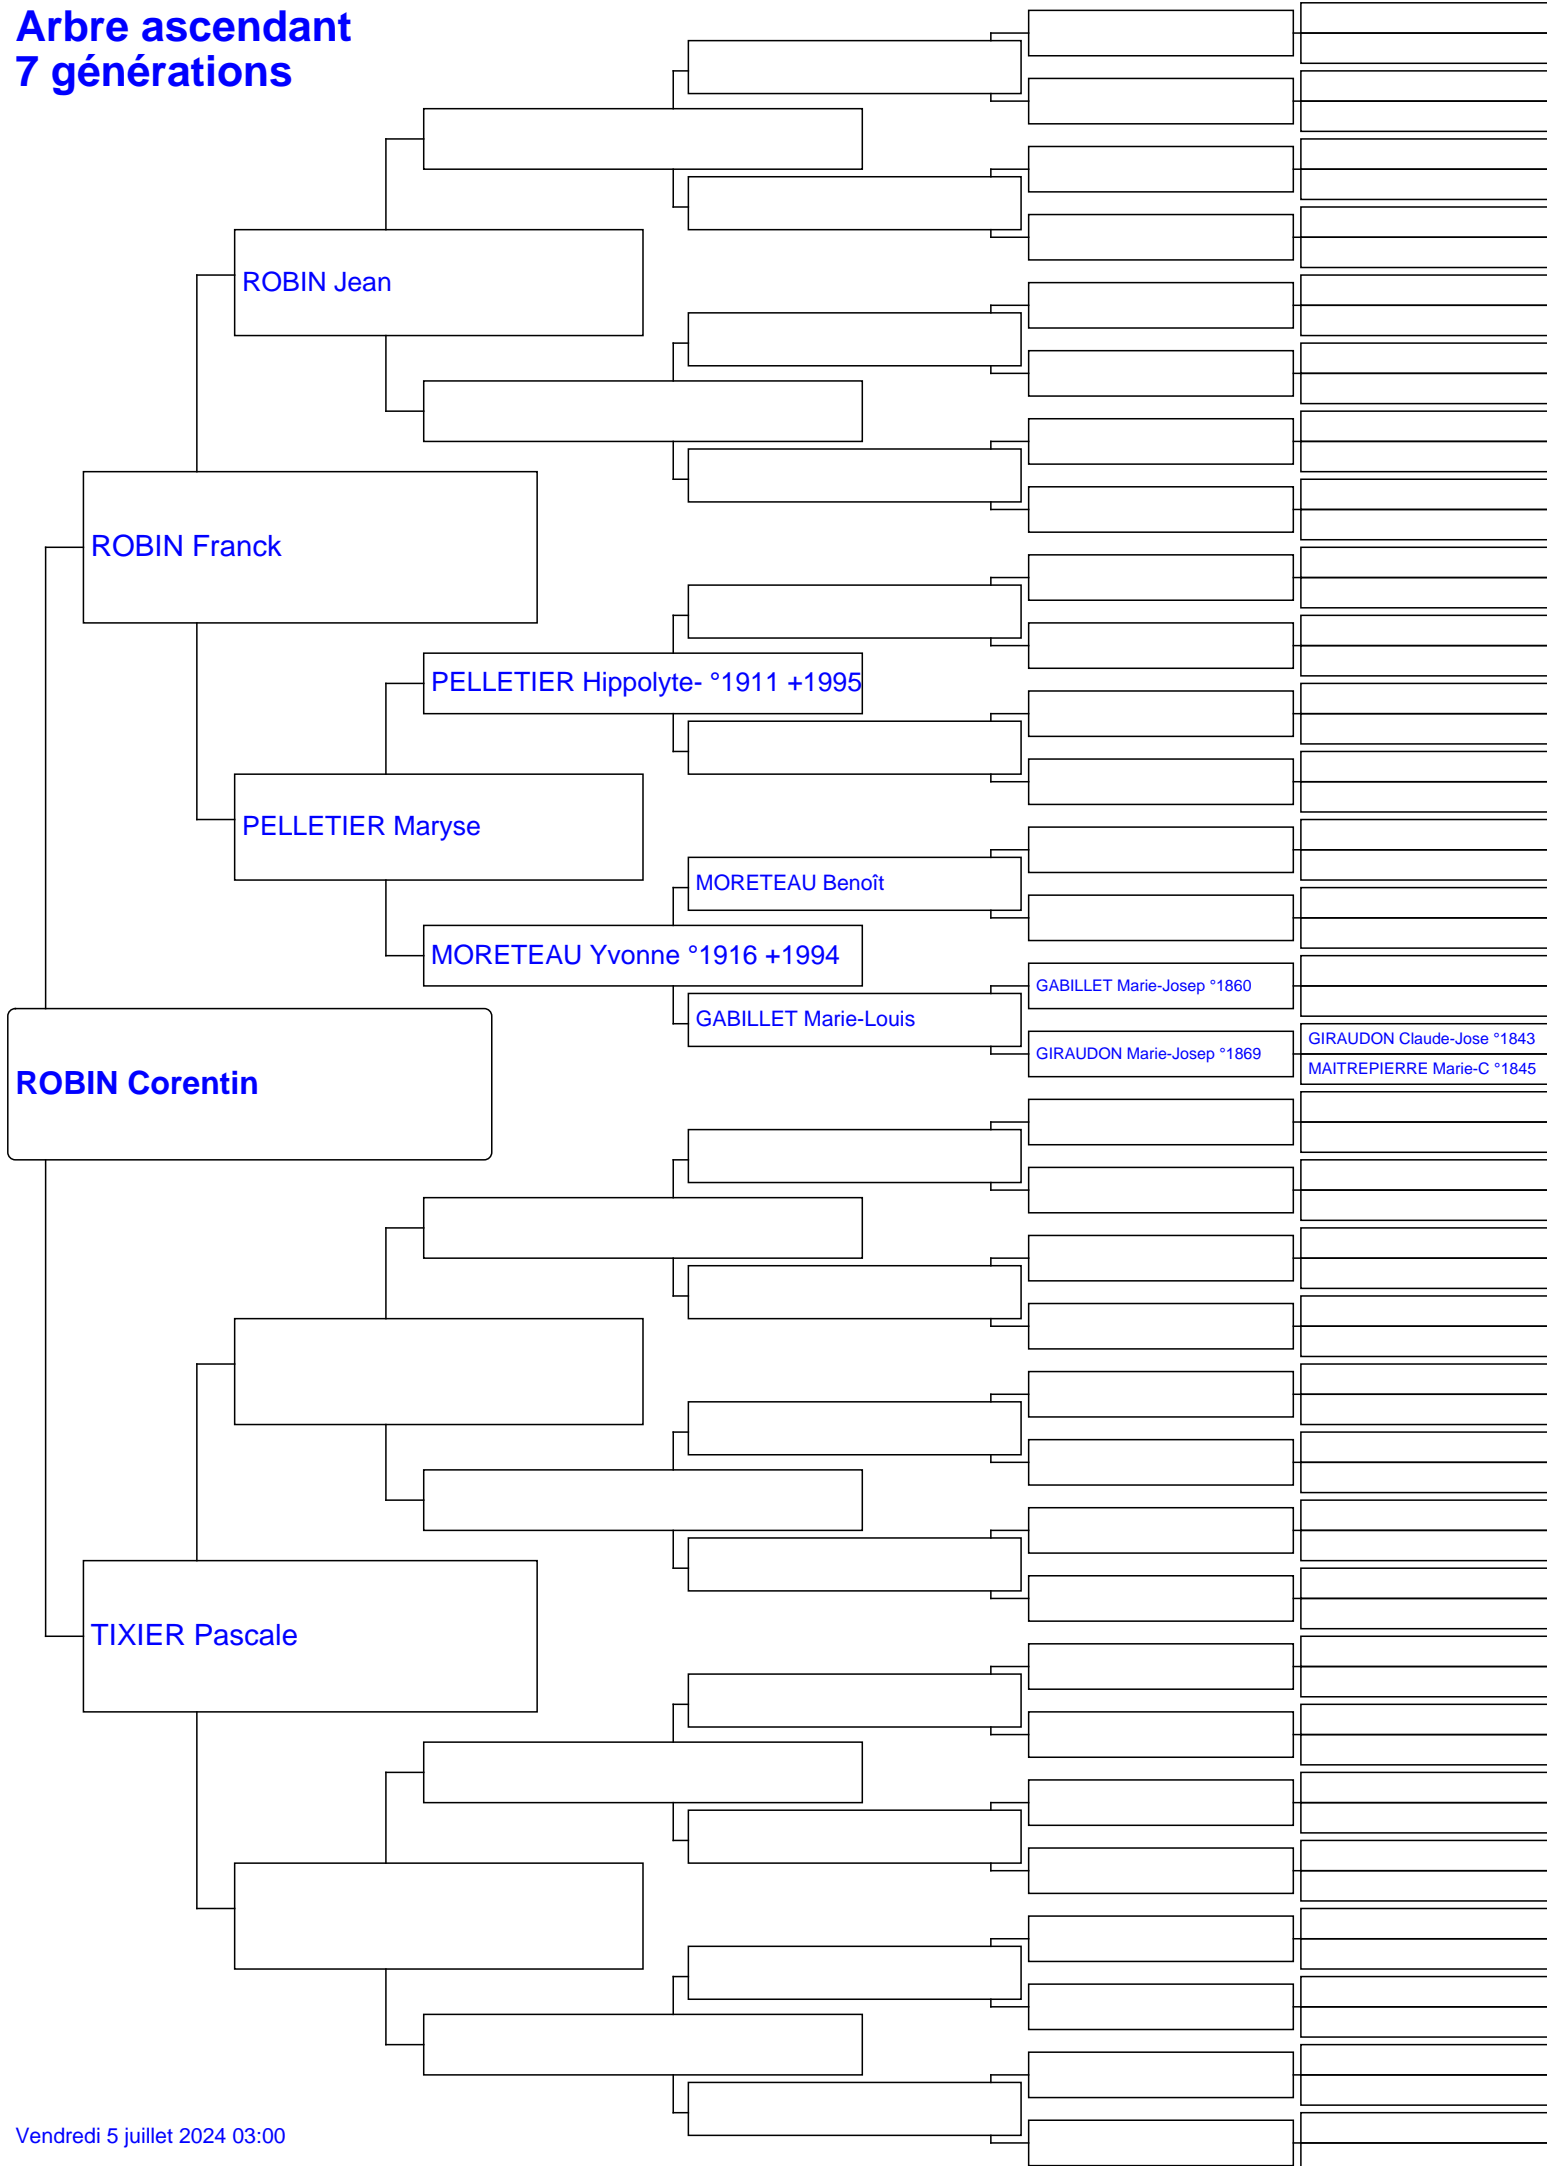 Arbre ascendant
7 générations
ROBIN Jean
ROBIN Franck
PELLETIER Hippolyte- °1911 +1995
PELLETIER Maryse
MORETEAU Benoît
MORETEAU Yvonne °1916 +1994
GABILLET Marie-Josep °1860
GABILLET Marie-Louis
GIRAUDON Claude-Jose °1843
GIRAUDON Marie-Josep °1869
MAITREPIERRE Marie-C °1845
ROBIN Corentin
TIXIER Pascale
Vendredi 5 juillet 2024 03:00